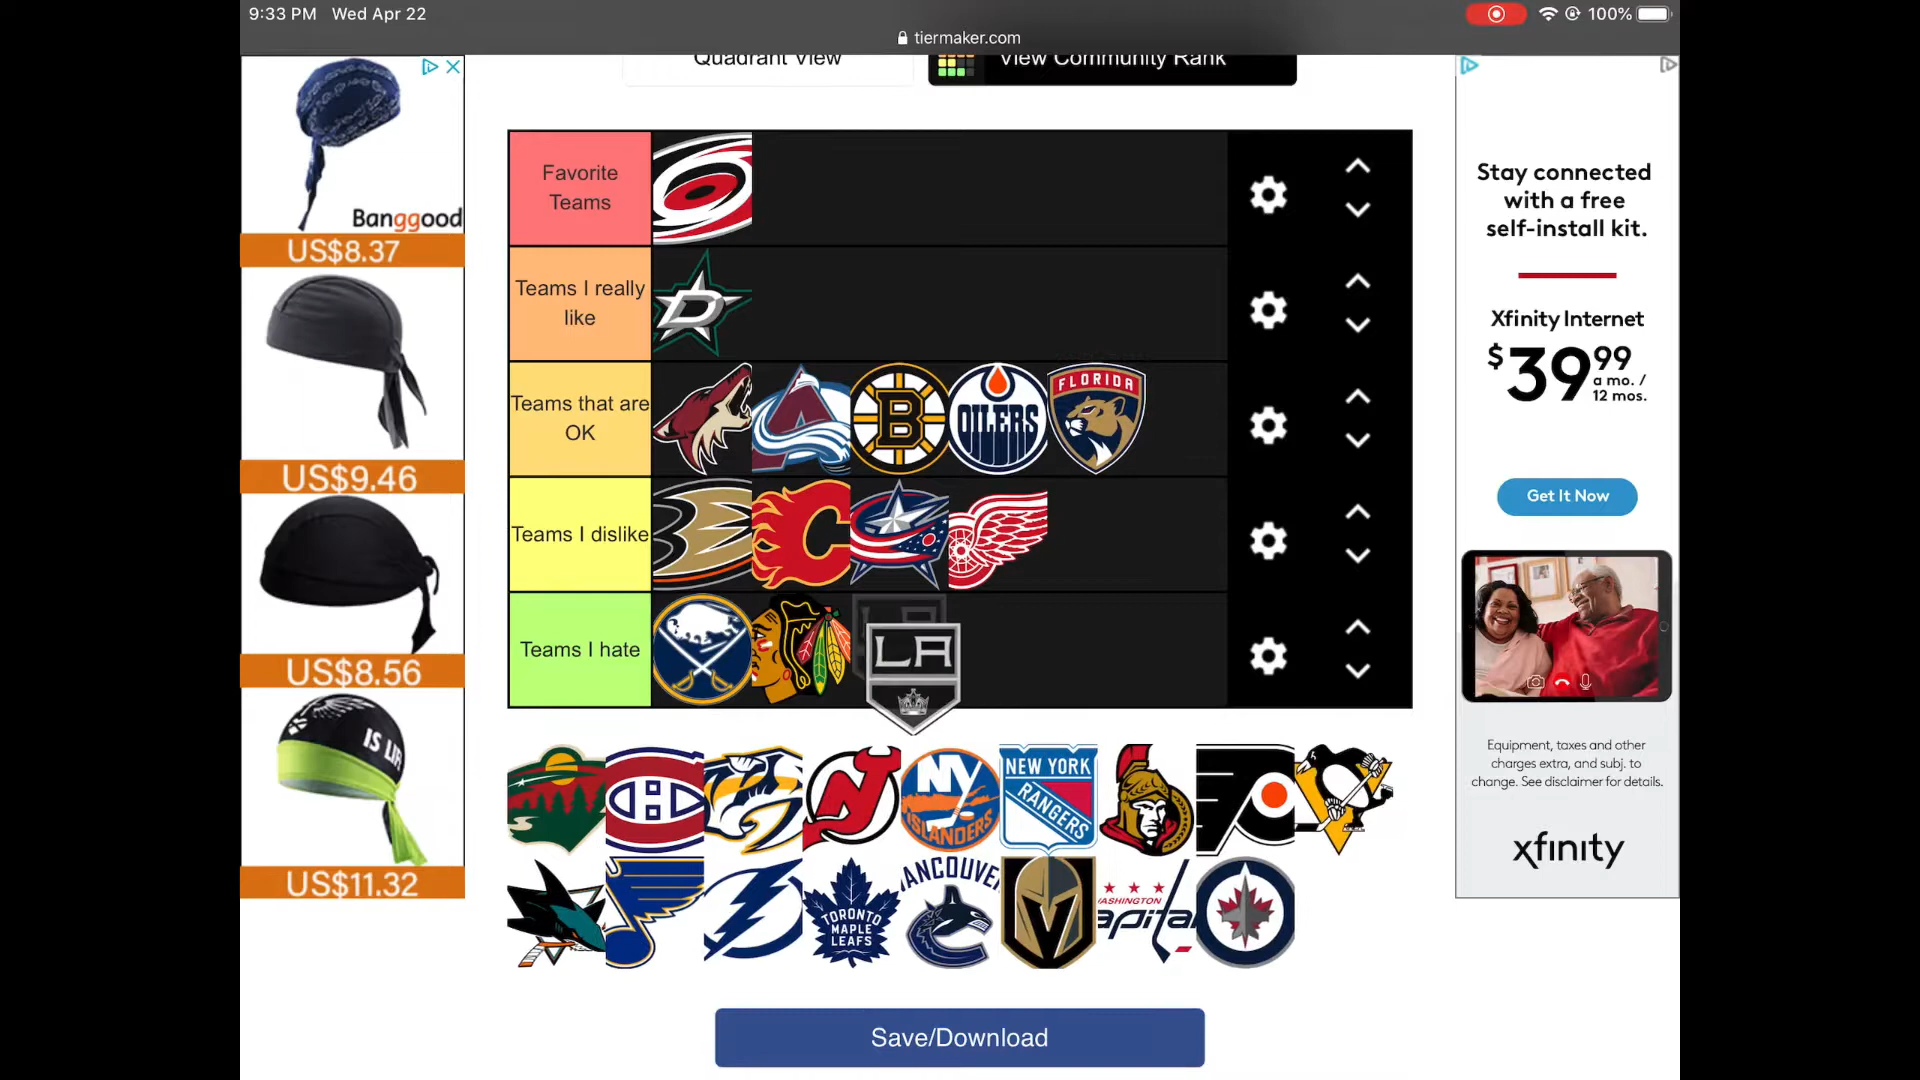 9:33 PM Wed Apr 22
100%
tiermaker.com
Quadrant View
View Community Rank
Banggood
US$8.37
US$9.46
US$8.56
IS LIF
US$11.32
Favorite
Teams
Teams I really
like
D
Teams that are
OK
A
B
OILERS
FLORIDA
Teams I dislike
C
Teams I hate
LA
LA
NY
ISLANDERS
NEW YORK
RANGERS
P
TORONTO
MAPLE
LEAFS
VANCOUVER
C
WASHINGTON
capitals
Save/Download
Stay connected
with a free
self-install kit.
Xfinity Internet
$39.99
a mo. /
12 mos.
Get It Now
Equipment, taxes and other
charges extra, and subj. to
change. See disclaimer for details.
xfinity